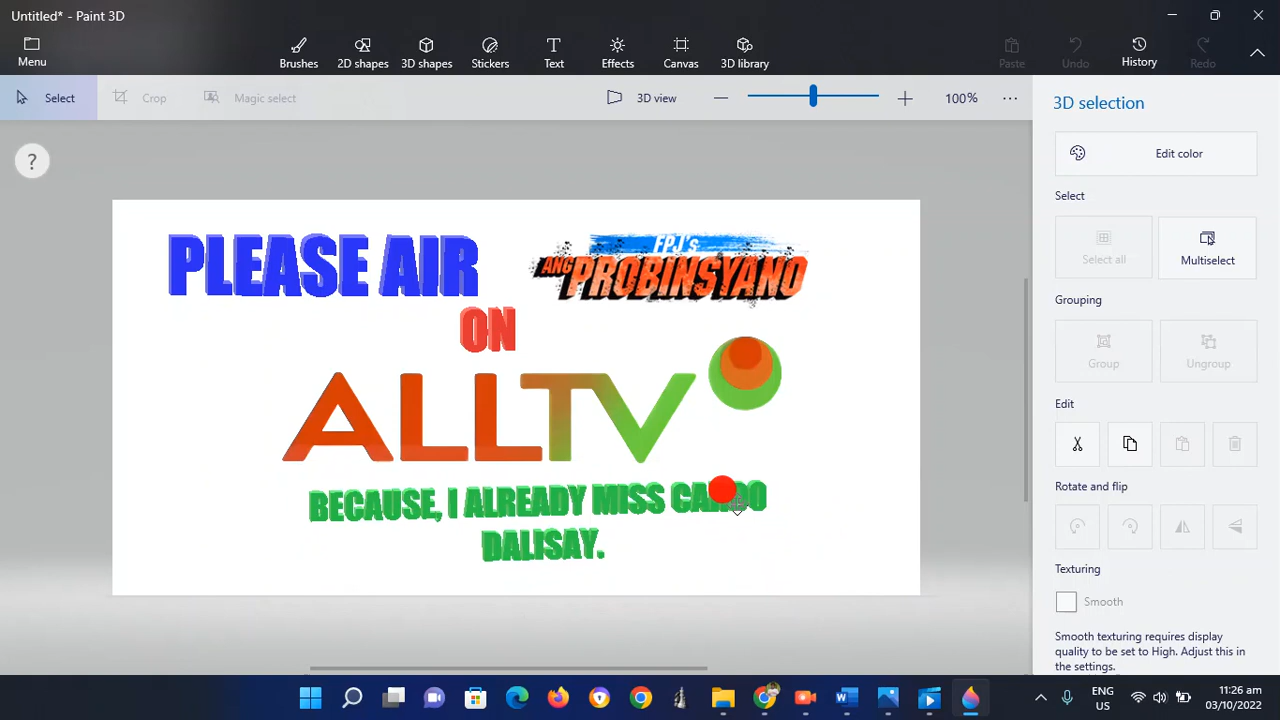 Untitled* - Paint 3D
Menu
Brushes
2D shapes
3D shapes
Stickers
Text
Effects
Canvas
3D library
Paste
Undo
History
Redo
Select
Crop
Magic select
3D view
100%
?
3D selection
Edit color
Select
Select all
Multiselect
Grouping
Group
Ungroup
Edit
Rotate and flip
Texturing
Smooth
Smooth texturing requires display
quality to be set to High. Adjust this in
the settings.
PLEASE AIR
FPJ's
ANG PROBINSYANO
ON
ALLTV
BECAUSE, I ALREADY MISS
DALISAY.
ENG
US
11:26 am
03/10/2022